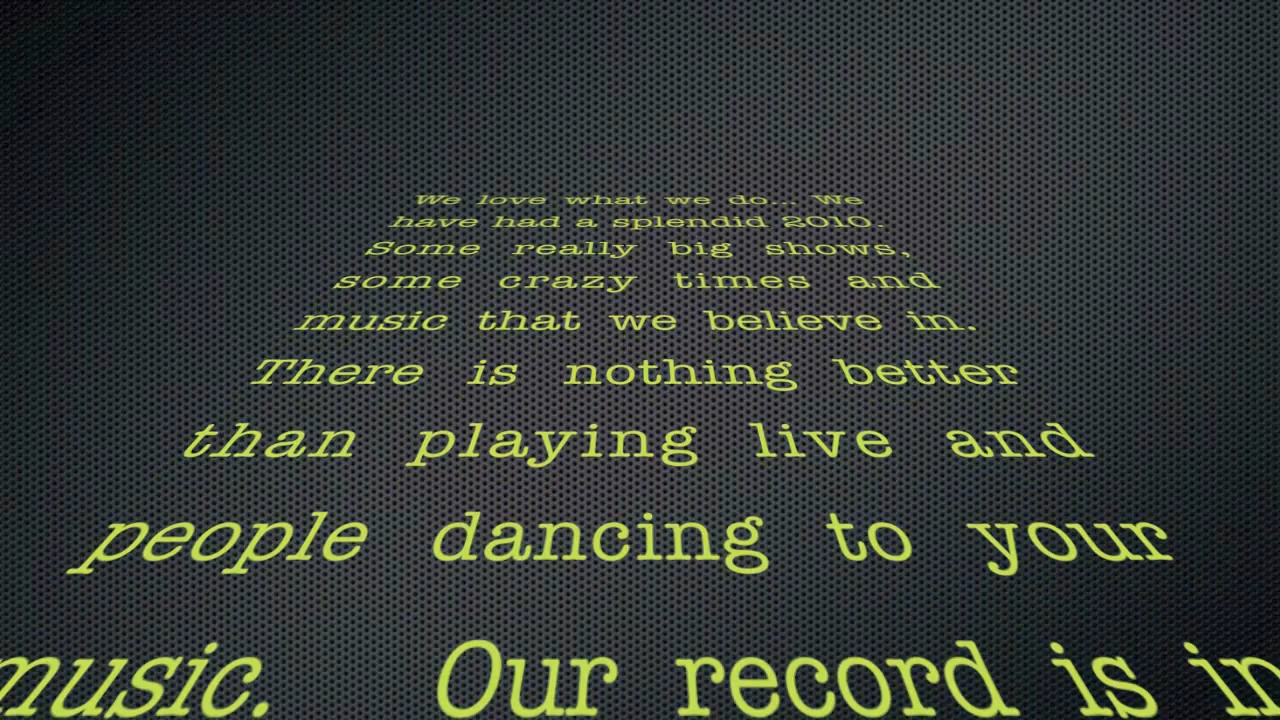 We love what we do... We
have had a splendid 2010.
Some really big shows,
some crazy times and
music that we believe in.
There is nothing better
than playing live and
people dancing to your
music. Our record is in